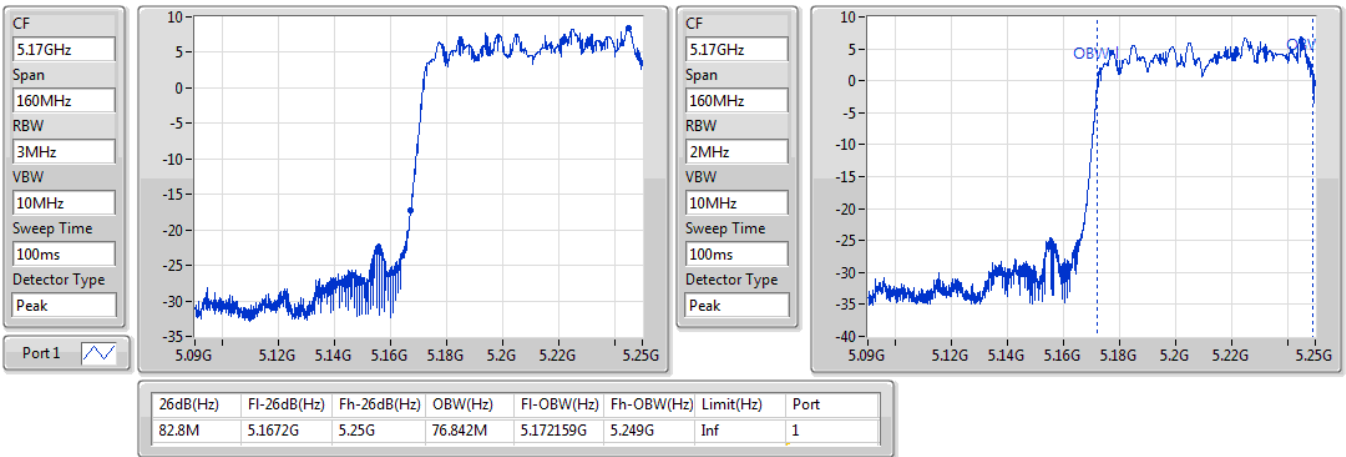 CF
5.17GHz
Span
160MHz
RBW
3MHz
VBW
10MHz
Sweep Time
100ms
Detector Type
Peak
Port 1
10
5
0
-5
-10
-15
-20
-25
-30
-35
5.09G 5.12G 5.14G 5.16G 5.18G 5.2G 5.22G 5.25G
CF
5.17GHz
Span
160MHz
RBW
2MHz
VBW
10MHz
Sweep Time
100ms
Detector Type
Peak
10
5
0
-5
-10
-15
-20
-25
-30
-35
-40
OBW
OBW
5.09G 5.12G 5.14G 5.16G 5.18G 5.2G 5.22G 5.25G
26dB(Hz) Fl-26dB(Hz) Fh-26dB(Hz) OBW(Hz) Fl-OBW(Hz) Fh-OBW(Hz) Limit(Hz) Port
82.8M 5.1672G 5.25G 76.842M 5.172159G 5.249G Inf 1